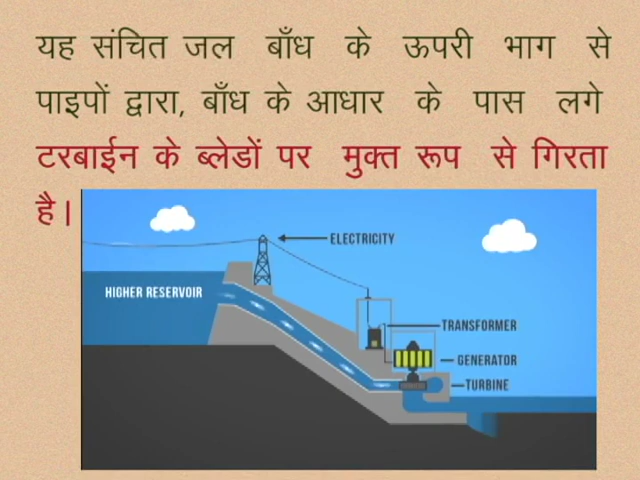 यह संचित जल बाँध के ऊपरी भाग से
पाइपों द्वारा, बाँध के आधार के पास लगे
टरबाईन के ब्लेडों पर मुक्त रूप से गिरता
है।
ELECTRICITY
HIGHER RESERVOIR
TRANSFORMER
GENERATOR
TURBINE